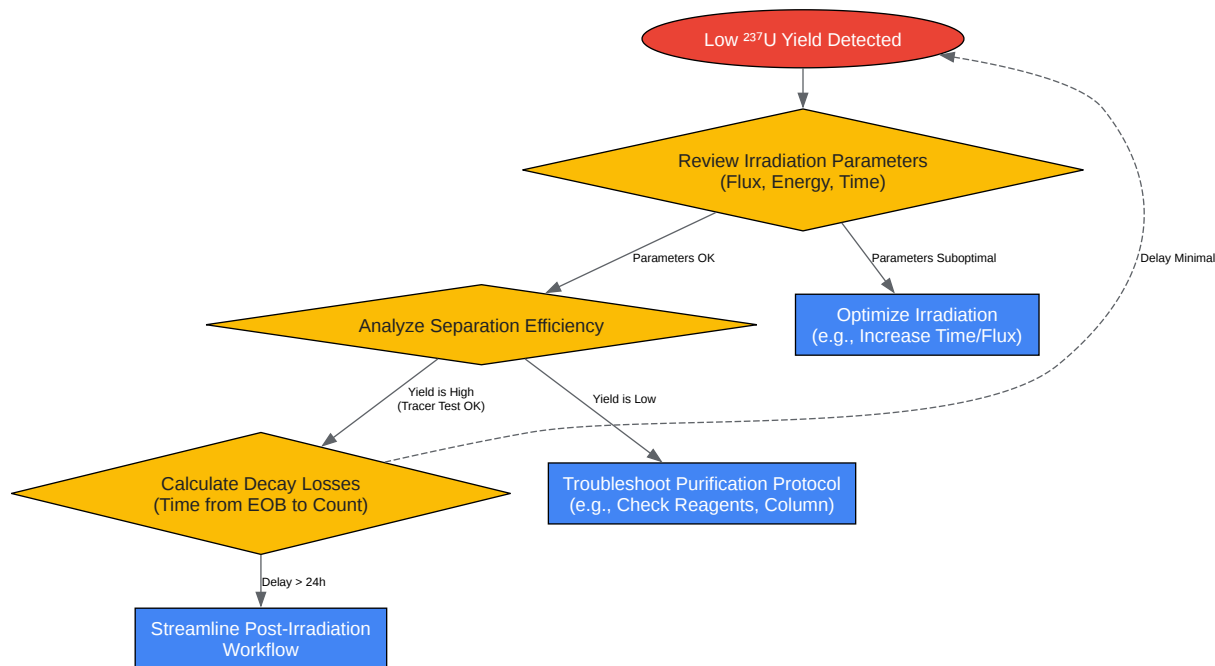 Low ²³⁷U Yield Detected
Review Irradiation Parameters
(Flux, Energy, Time)
Parameters OK
Parameters Suboptimal
Delay Minimal
Analyze Separation Efficiency
Optimize Irradiation
(e.g., Increase Time/Flux)
Yield is High
(Tracer Test OK)
Yield is Low
Calculate Decay Losses
(Time from EOB to Count)
Troubleshoot Purification Protocol
(e.g., Check Reagents, Column)
Delay > 24h
Streamline Post-Irradiation
Workflow